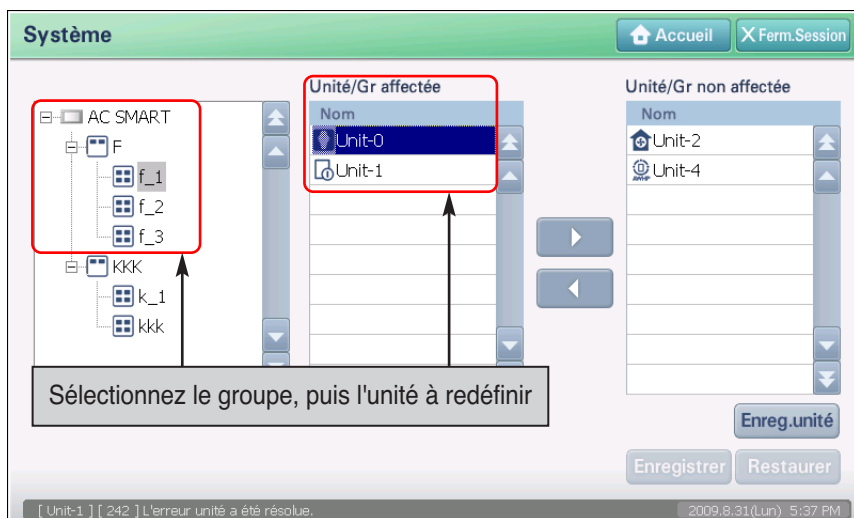 Système
Accueil
X Ferm.Session
AC SMART
F
f_1
f_2
f_3
KKK
k_1
kkk
Unité/Gr affectée
Nom
Unit-0
Unit-1
Unité/Gr non affectée
Nom
Unit-2
AWHP Unit-4
Sélectionnez le groupe, puis l'unité à redéfinir
Enreg.unité
Enregistrer Restaurer
[ Unit-1 ] [ 242 ] L'erreur unité a été résolue.
2009.8.31(Lun) 5:37 PM